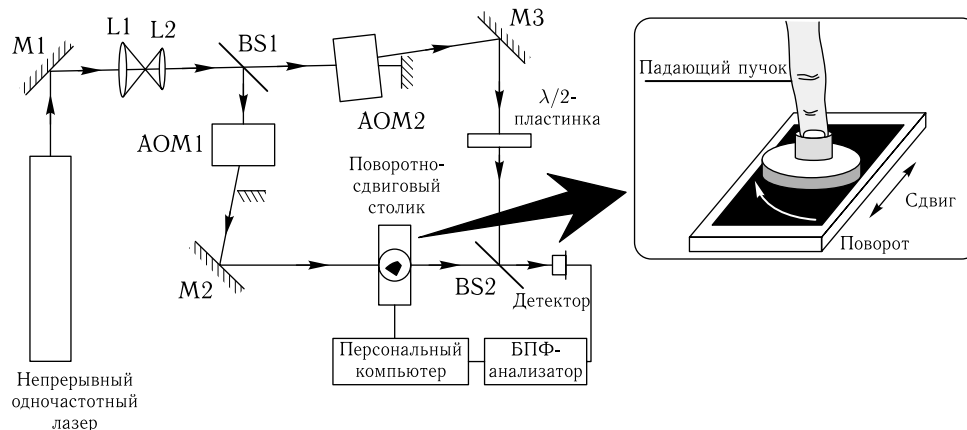 M1
L1
L2
BS1
M3
AOM1
AOM2
λ/2-
пластинка
Поворотно-
сдвиговый
столик
M2
BS2
Детектор
Персональный
компьютер
БПФ-
анализатор
Непрерывный
одночастотный
лазер
Падающий пучок
Сдвиг
Поворот